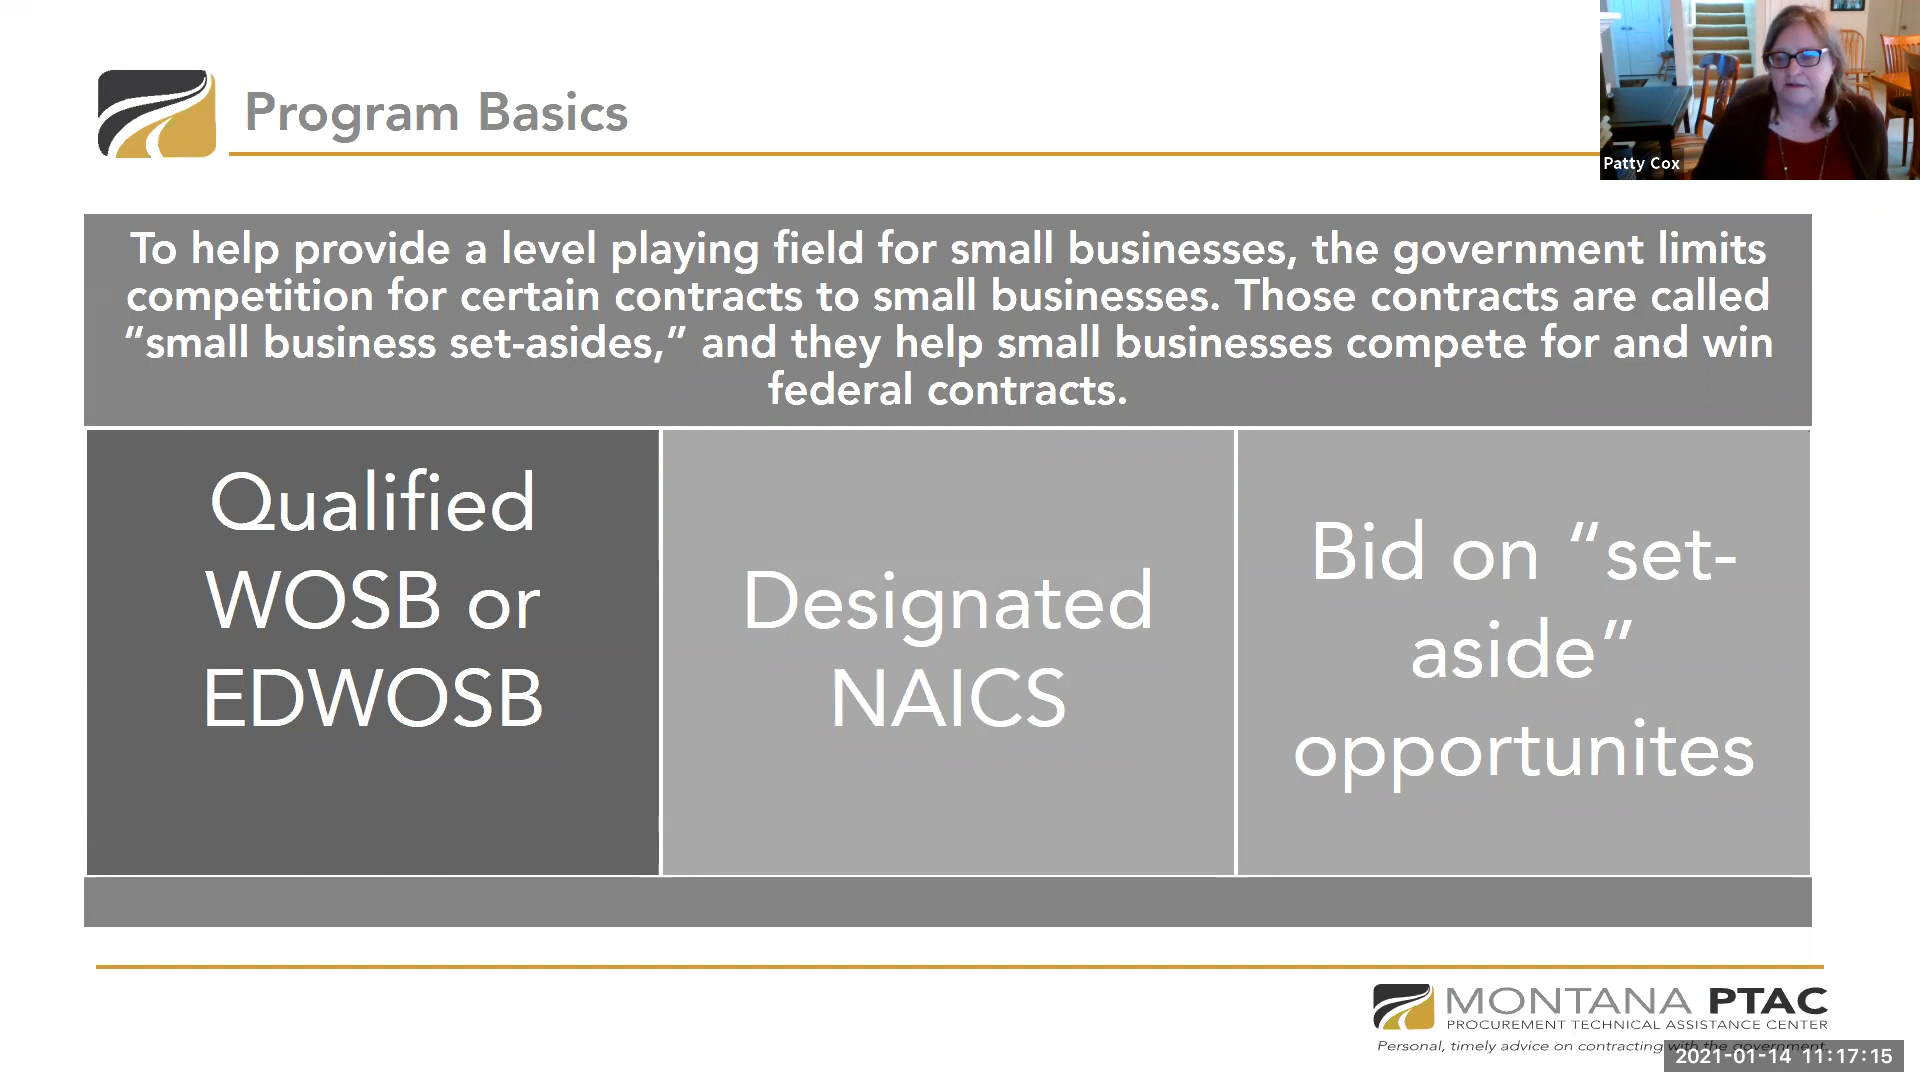 Program Basics
Patty Cox
To help provide a level playing field for small businesses, the government limits
competition for certain contracts to small businesses. Those contracts are called
“small business set-asides,” and they help small businesses compete for and win
federal contracts.
Qualified
WOSB or
EDWOSB
Designated
NAICS
Bid on “set-
aside”
opportunites
MONTANA PTAC
PROCUREMENT TECHNICAL ASSISTANCE CENTER
Personal, timely advice on contracting with the government.
2021-01-14 11:17:15